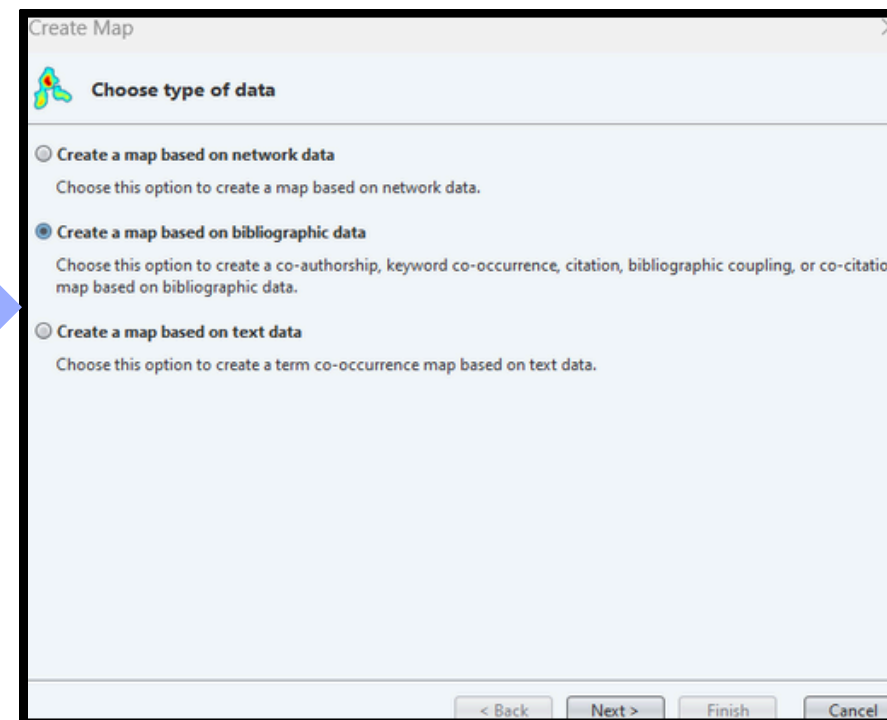 Create Map
Choose type of data
Create a map based on network data
Choose this option to create a map based on network data.
Create a map based on bibliographic data
Choose this option to create a co-authorship, keyword co-occurrence, citation, bibliographic coupling, or co-citatio
map based on bibliographic data.
Create a map based on text data
Choose this option to create a term co-occurrence map based on text data.
< Back Next > Finish Cancel